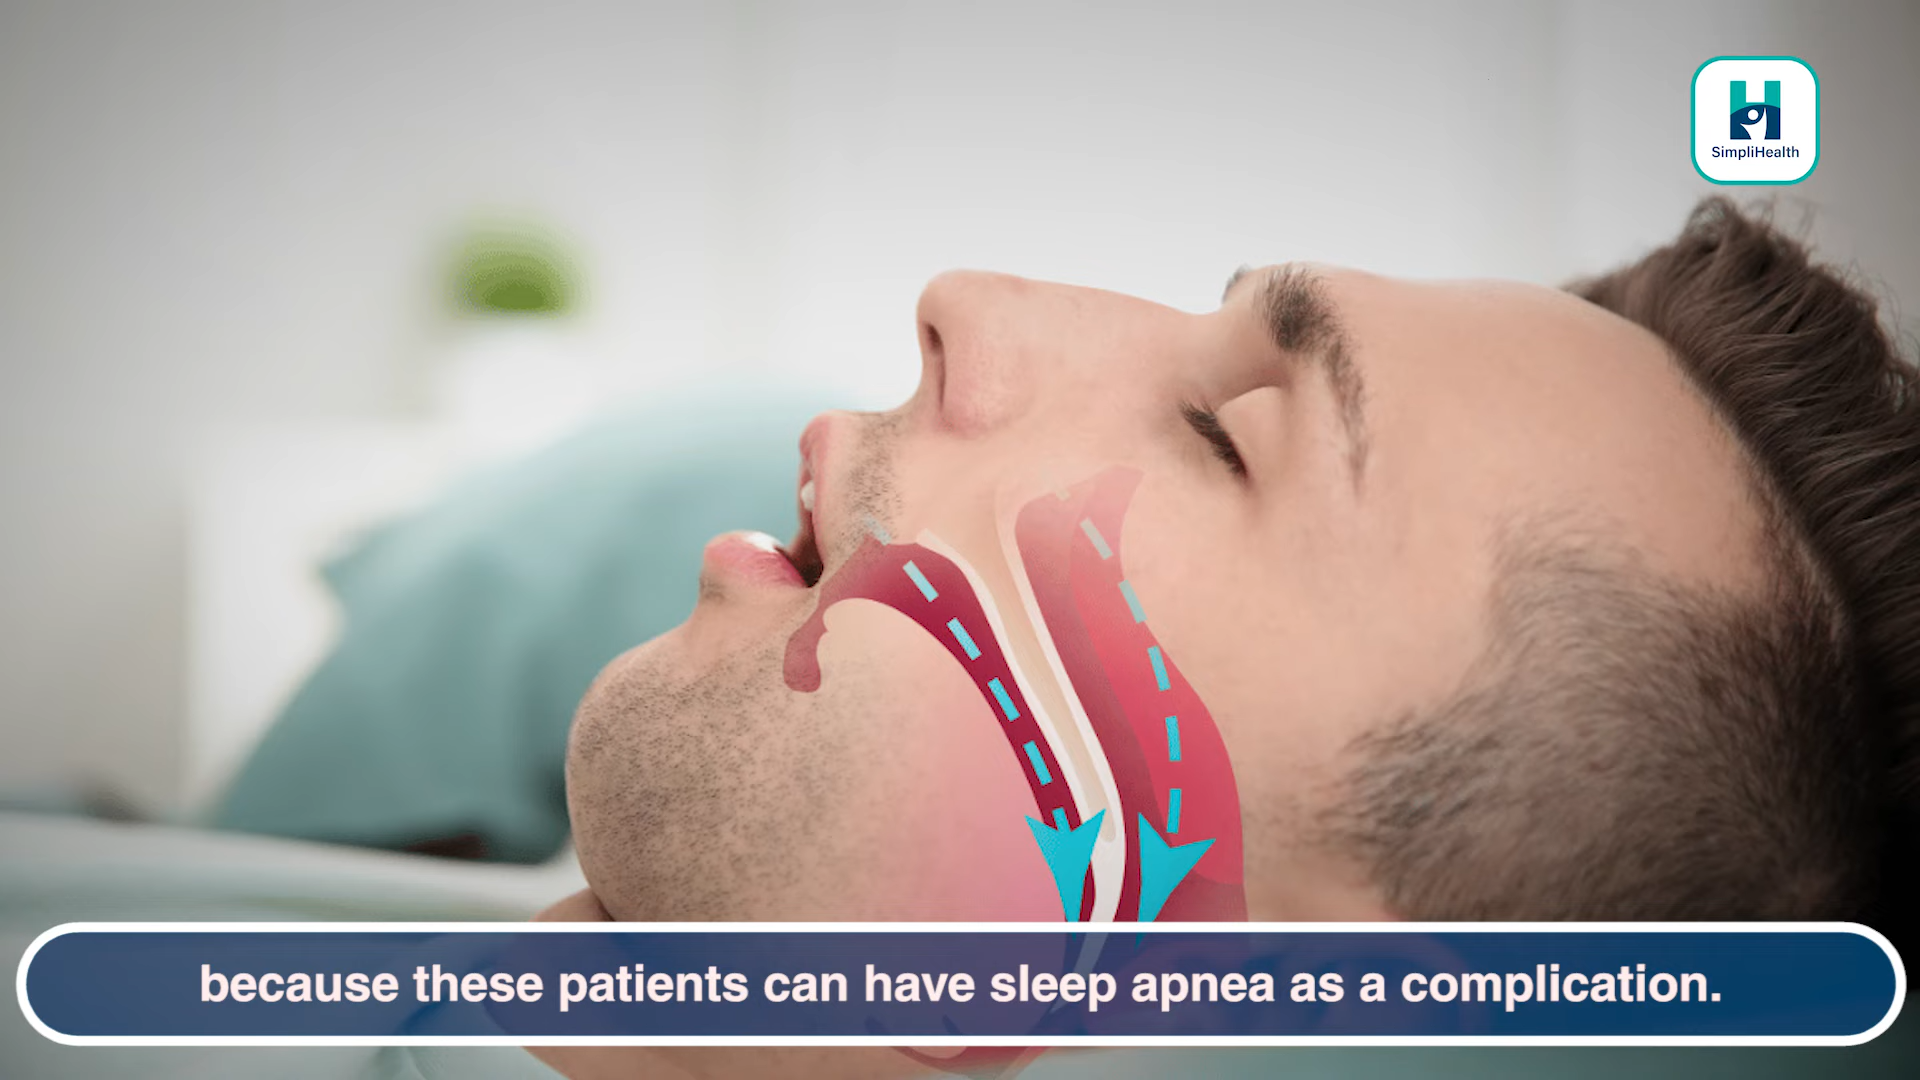 SimpliHealth
because these patients can have sleep apnea as a complication.